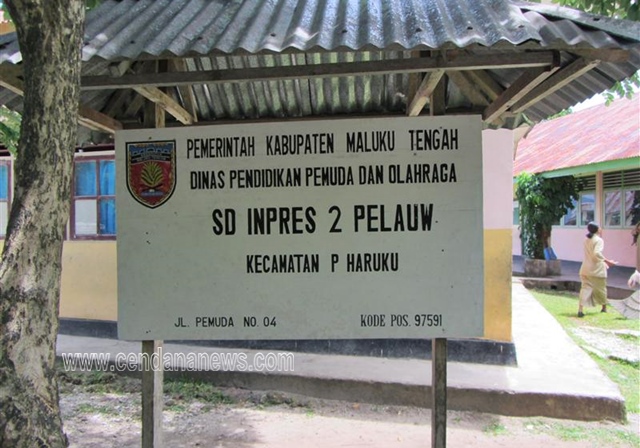 PEMERINTAH KABUPATEN MALUKU TENGAH
DINAS PENDIDIKAN PEMUDA DAN OLAHRAGA
SD INPRES 2 PELAUW
KECAMATAN P HARUKU
JL. PEMUDA NO. 04 KODE POS. 97591
www.cendananews.com